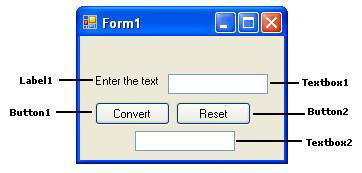 Form1
Label1 Enter the text Textbox1
Button1 Convert Reset Button2
Textbox2